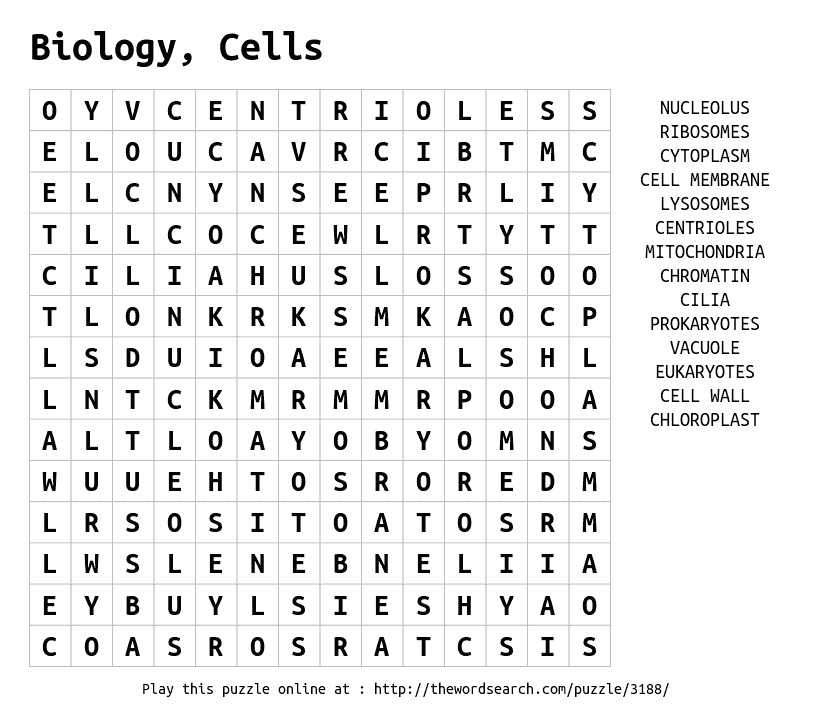 Biology, Cells
O Y V C E N T R I O L E S S
E L O U C A V R C I B T M C
E L C N Y N S E E P R L I Y
T L L C O C E W L R T Y T T
C I L I A H U S L O S S O O
T L O N K R K S M K A O C P
L S D U I O A E E A L S H L
L N T C K M R M M R P O O A
A L T L O A Y O B Y O M N S
W U U E H T O S R O R E D M
L R S O S I T O A T O S R M
L W S L E N E B N E L I I A
E Y B U Y L S I E S H Y A O
C O A S R O S R A T C S I S
NUCLEOLUS
RIBOSOMES
CYTOPLASM
CELL MEMBRANE
LYSOSOMES
CENTRIOLES
MITOCHONDRIA
CHROMATIN
CILIA
PROKARYOTES
VACUOLE
EUKARYOTES
CELL WALL
CHLOROPLAST
Play this puzzle online at : http://thewordsearch.com/puzzle/3188/